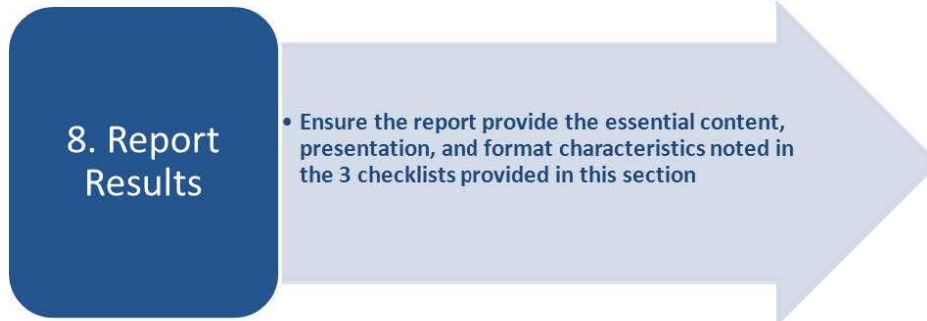 8. Report
Results
• Ensure the report provide the essential content,
presentation, and format characteristics noted in
the 3 checklists provided in this section